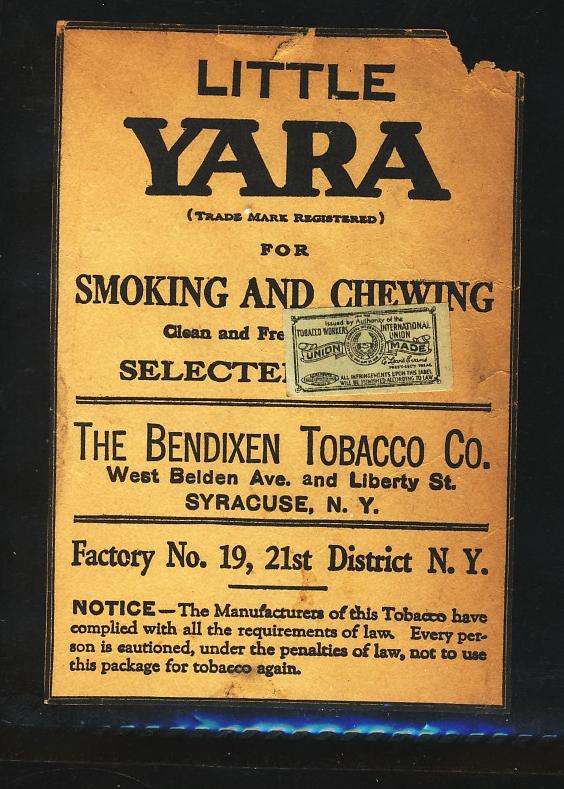 LITTLE
YARA
(TRADE MARK REGISTERED)
FOR
SMOKING AND CHEWING
Clean and Fre
SELECTE
Issued by Authority of the
TOBACCO WORKERS INTERNATIONAL
UNION
UNION MADE
ALL INFRINGEMENTS UPON THIS LABEL
WILL BE PUNISHED ACCORDING TO LAW
THE BENDIXEN TOBACCO CO.
West Belden Ave. and Liberty St.
SYRACUSE, N. Y.
Factory No. 19, 21st District N. Y.
NOTICE—The Manufacturers of this Tobacco have
complied with all the requirements of law. Every per-
son is cautioned, under the penalties of law, not to use
this package for tobacco again.